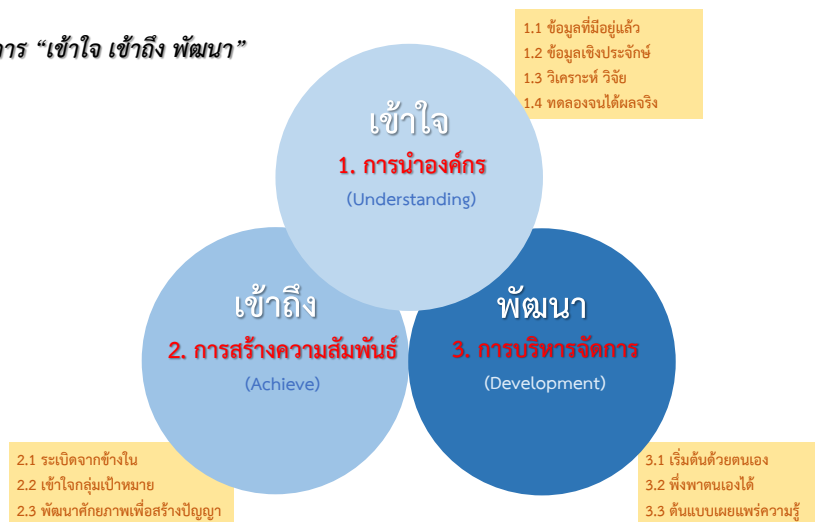 การ “เข้าใจ เข้าถึง พัฒนา”
1.1 ข้อมูลที่มีอยู่แล้ว
1.2 ข้อมูลเชิงประจักษ์
1.3 วิเคราะห์ วิจัย
1.4 ทดลองจนได้ผลจริง
เข้าใจ
1. การนำองค์กร
(Understanding)
เข้าถึง
2. การสร้างความสัมพันธ์
(Achieve)
พัฒนา
3. การบริหารจัดการ
(Development)
2.1 ระเบิดจากข้างใน
2.2 เข้าใจกลุ่มเป้าหมาย
2.3 พัฒนาศักยภาพเพื่อสร้างปัญญา
3.1 เริ่มต้นด้วยตนเอง
3.2 พึ่งพาตนเองได้
3.3 ต้นแบบเผยแพร่ความรู้